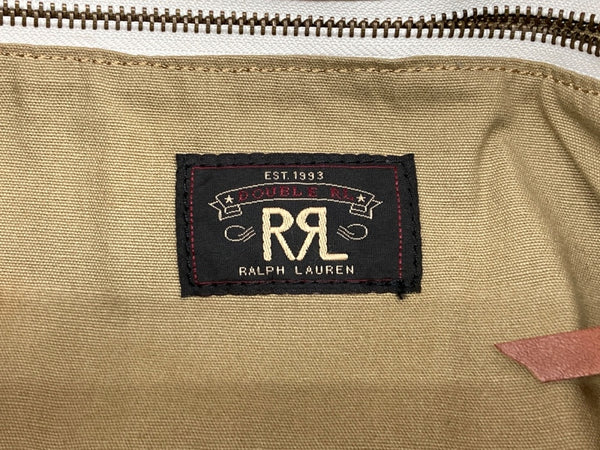 EST. 1993
DOUBLE RL
RRL
RALPH LAUREN